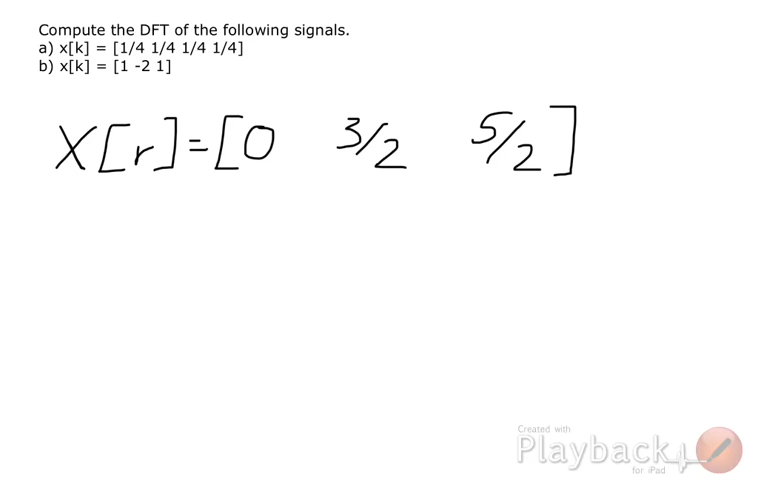 Compute the DFT of the following signals.
a) x[k] = [1/4 1/4 1/4 1/4]
b) x[k] = [1 -2 1]
X[r]=[0 3/2 5/2]
Created with
Playback
for iPad